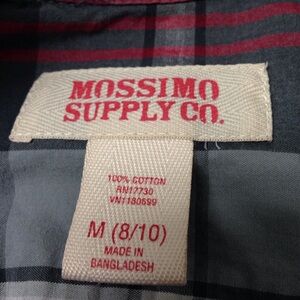 MOSSIMO
SUPPLY CO.
100% COTTON
RN17730
VN1180699
M (8/10)
MADE IN
BANGLADESH